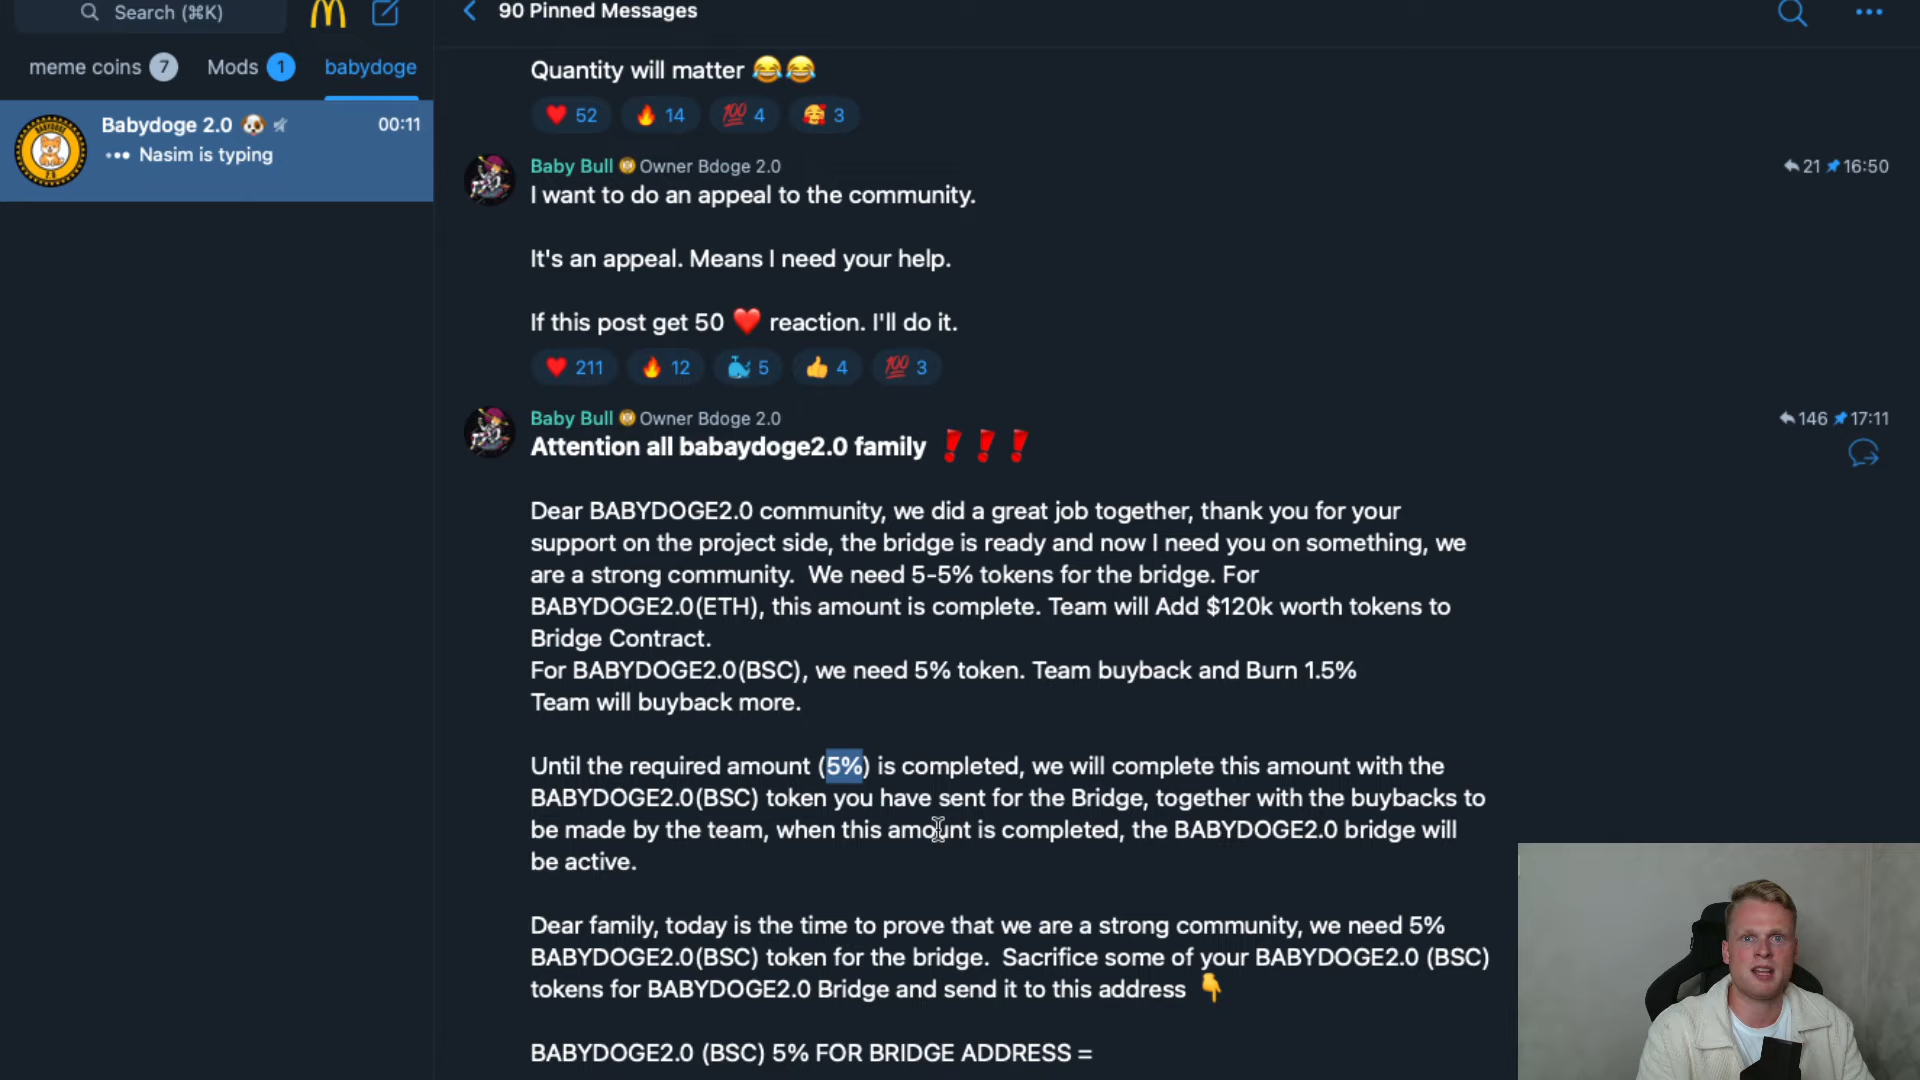 Search (⌘K)
90 Pinned Messages
meme coins 7 Mods 1 babydoge
Babydoge 2.0 🐶 00:11
••• Nasim is typing
Quantity will matter 😂😂
❤️ 52 🔥 14 💯 4 🥰 3
Baby Bull Owner Bdoge 2.0 21 16:50
I want to do an appeal to the community.
It's an appeal. Means I need your help.
If this post get 50 ❤️ reaction. I'll do it.
❤️ 211 🔥 12 🐳 5 👍 4 💯 3
Baby Bull Owner Bdoge 2.0 146 17:11
Attention all babaydoge2.0 family ❗❗❗
Dear BABYDOGE2.0 community, we did a great job together, thank you for your
support on the project side, the bridge is ready and now I need you on something, we
are a strong community. We need 5-5% tokens for the bridge. For
BABYDOGE2.0(ETH), this amount is complete. Team will Add $120k worth tokens to
Bridge Contract.
For BABYDOGE2.0(BSC), we need 5% token. Team buyback and Burn 1.5%
Team will buyback more.
Until the required amount (5%) is completed, we will complete this amount with the
BABYDOGE2.0(BSC) token you have sent for the Bridge, together with the buybacks to
be made by the team, when this amount is completed, the BABYDOGE2.0 bridge will
be active.
Dear family, today is the time to prove that we are a strong community, we need 5%
BABYDOGE2.0(BSC) token for the bridge. Sacrifice some of your BABYDOGE2.0 (BSC)
tokens for BABYDOGE2.0 Bridge and send it to this address 👇
BABYDOGE2.0 (BSC) 5% FOR BRIDGE ADDRESS =